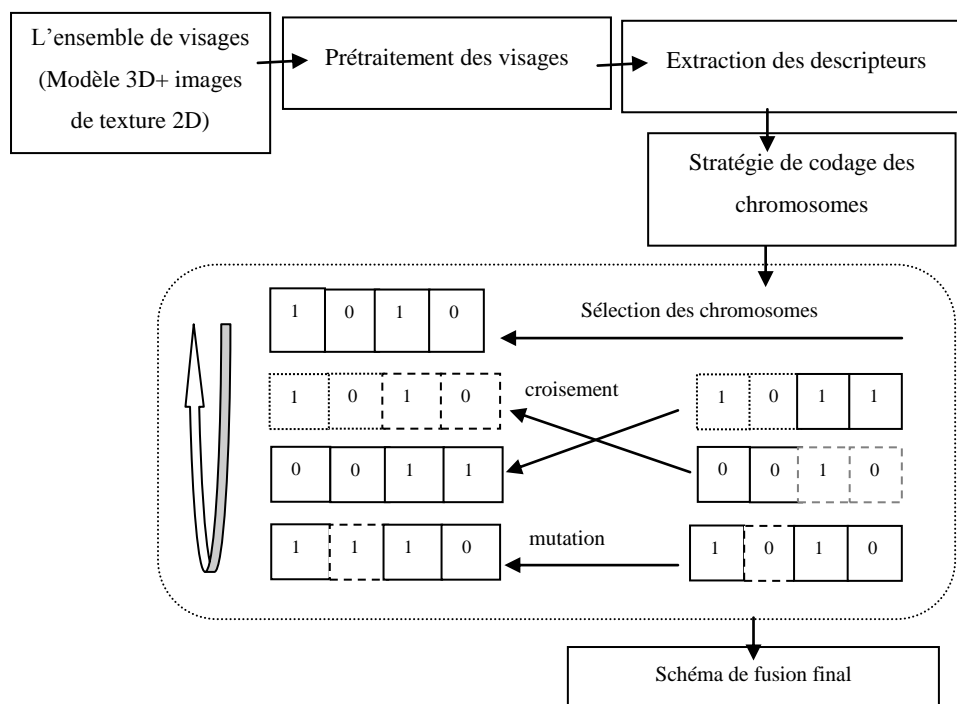 L’ensemble de visages
(Modèle 3D+ images
de texture 2D)
Prétraitement des visages
Extraction des descripteurs
Stratégie de codage des
chromosomes
1 0 1 0
Sélection des chromosomes
1 0 1 0
croisement
1 0 1 1
0 0 1 1
0 0 1 0
1 1 1 0
mutation
1 0 1 0
Schéma de fusion final